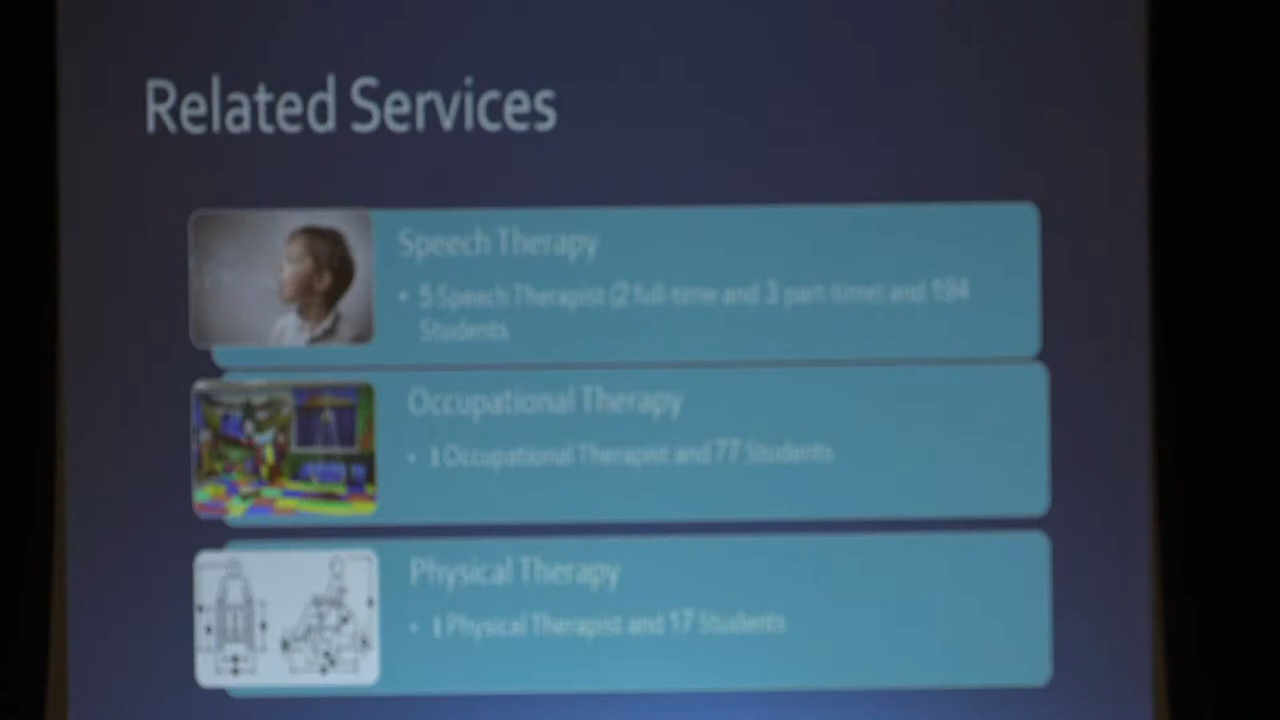 Related Services
Speech Therapy
• 5 Speech Therapist (2 full-time and 3 part-time) and 194
Students
Occupational Therapy
• 1 Occupational Therapist and 77 Students
Physical Therapy
• 1 Physical Therapist and 17 Students